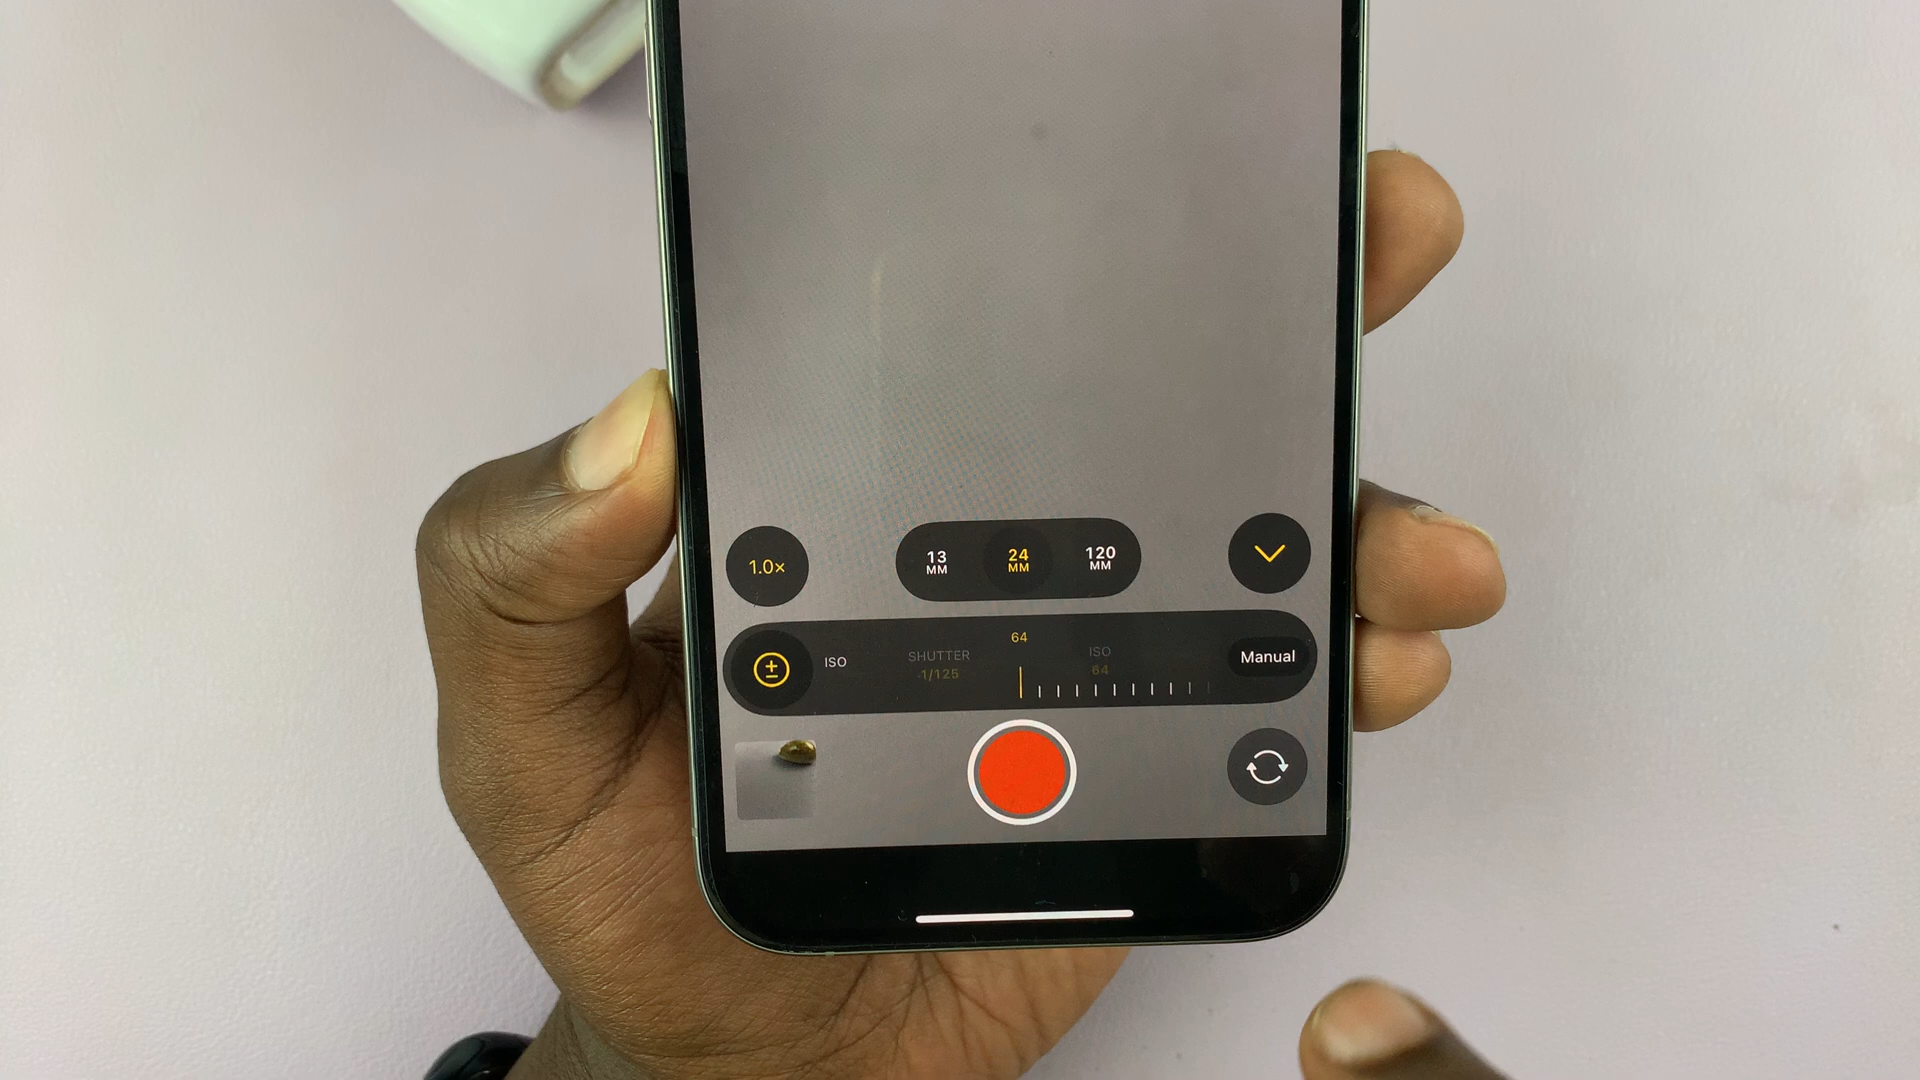 1.0×
13
MM
24
MM
120
MM
64
ISO
SHUTTER
1/125
ISO
64
Manual